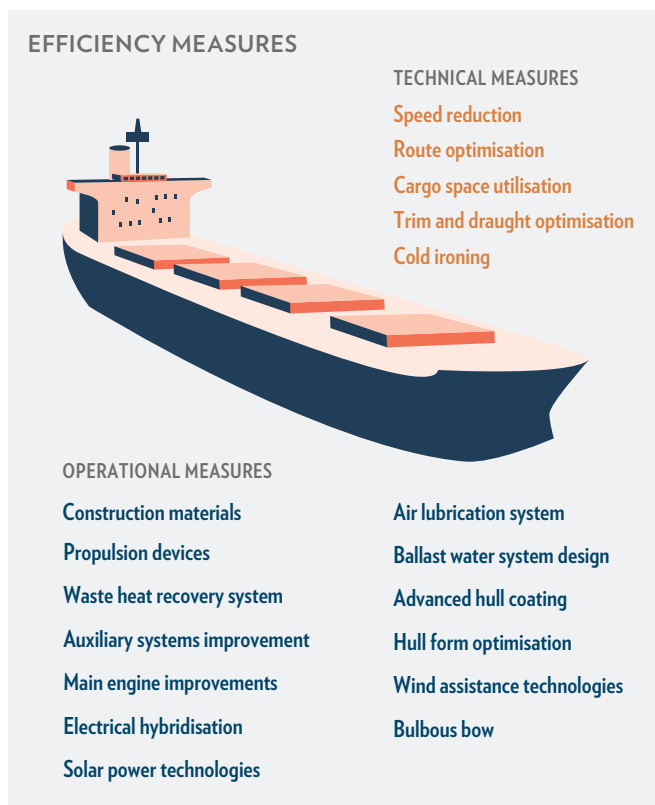 EFFICIENCY MEASURES
TECHNICAL MEASURES
Speed reduction
Route optimisation
Cargo space utilisation
Trim and draught optimisation
Cold ironing
OPERATIONAL MEASURES
Construction materials
Propulsion devices
Waste heat recovery system
Auxiliary systems improvement
Main engine improvements
Electrical hybridisation
Solar power technologies
Air lubrication system
Ballast water system design
Advanced hull coating
Hull form optimisation
Wind assistance technologies
Bulbous bow